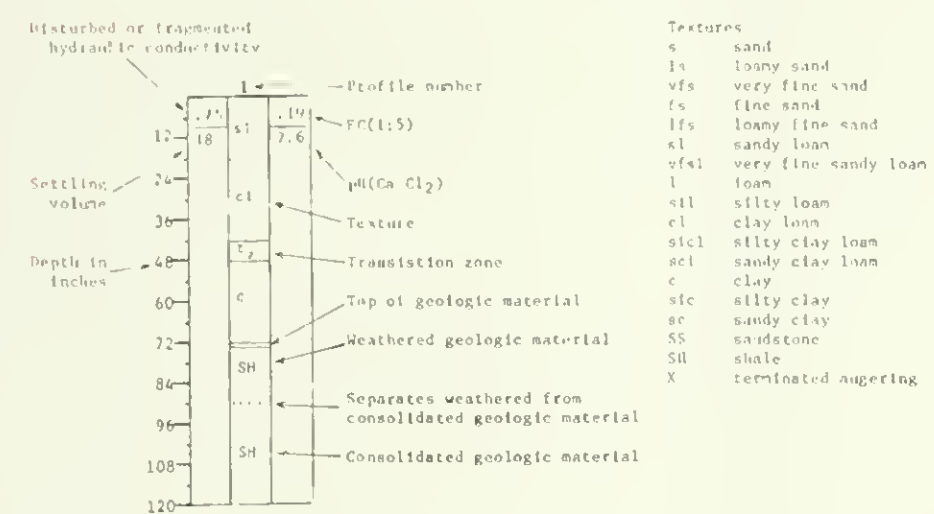 Disturbed or fragmented
hydraulic conductivity
1
Profile number
.75
sl
.19
EC(1:5)
12
18
7.6
pH(Ca Cl2)
24
Settling
volume
cl
Texture
36
tz
Transistion zone
48
Depth in
inches
c
60
Top of geologic material
72
Weathered geologic material
SH
84
Separates weathered from
consolidated geologic material
96
SH
Consolidated geologic material
108
120
Textures
s sand
ls loamy sand
vfs very fine sand
fs fine sand
lfs loamy fine sand
sl sandy loam
vfsl very fine sandy loam
l loam
sil silty loam
cl clay loam
sicl silty clay loam
scl sandy clay loam
c clay
sic silty clay
sc sandy clay
SS sandstone
SH shale
X terminated augering